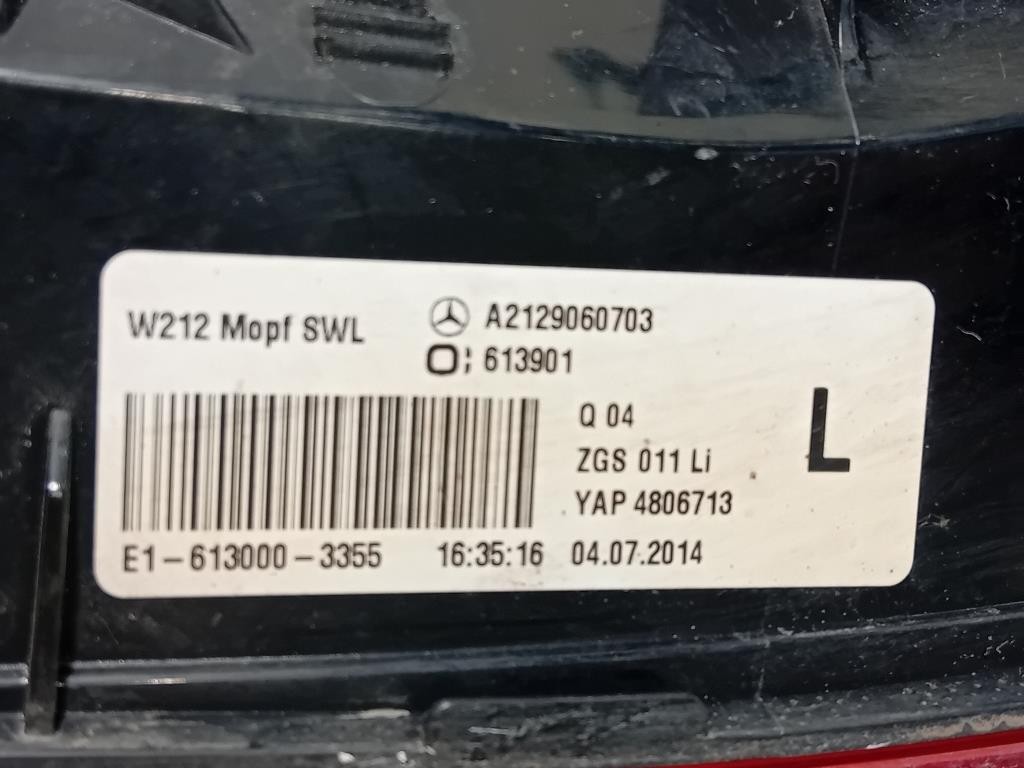 W212 Mopf SWL
A2129060703
O; 613901
Q 04
L
ZGS 011 Li
YAP 4806713
E1-613000-3355 16:35:16 04.07.2014